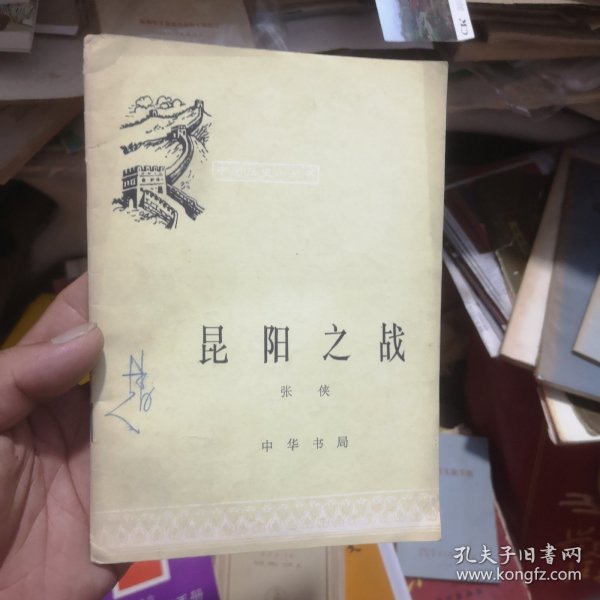 中国历史小丛书
昆阳之战
张侠
中华书局
孔夫子旧书网
www.kongfz.com